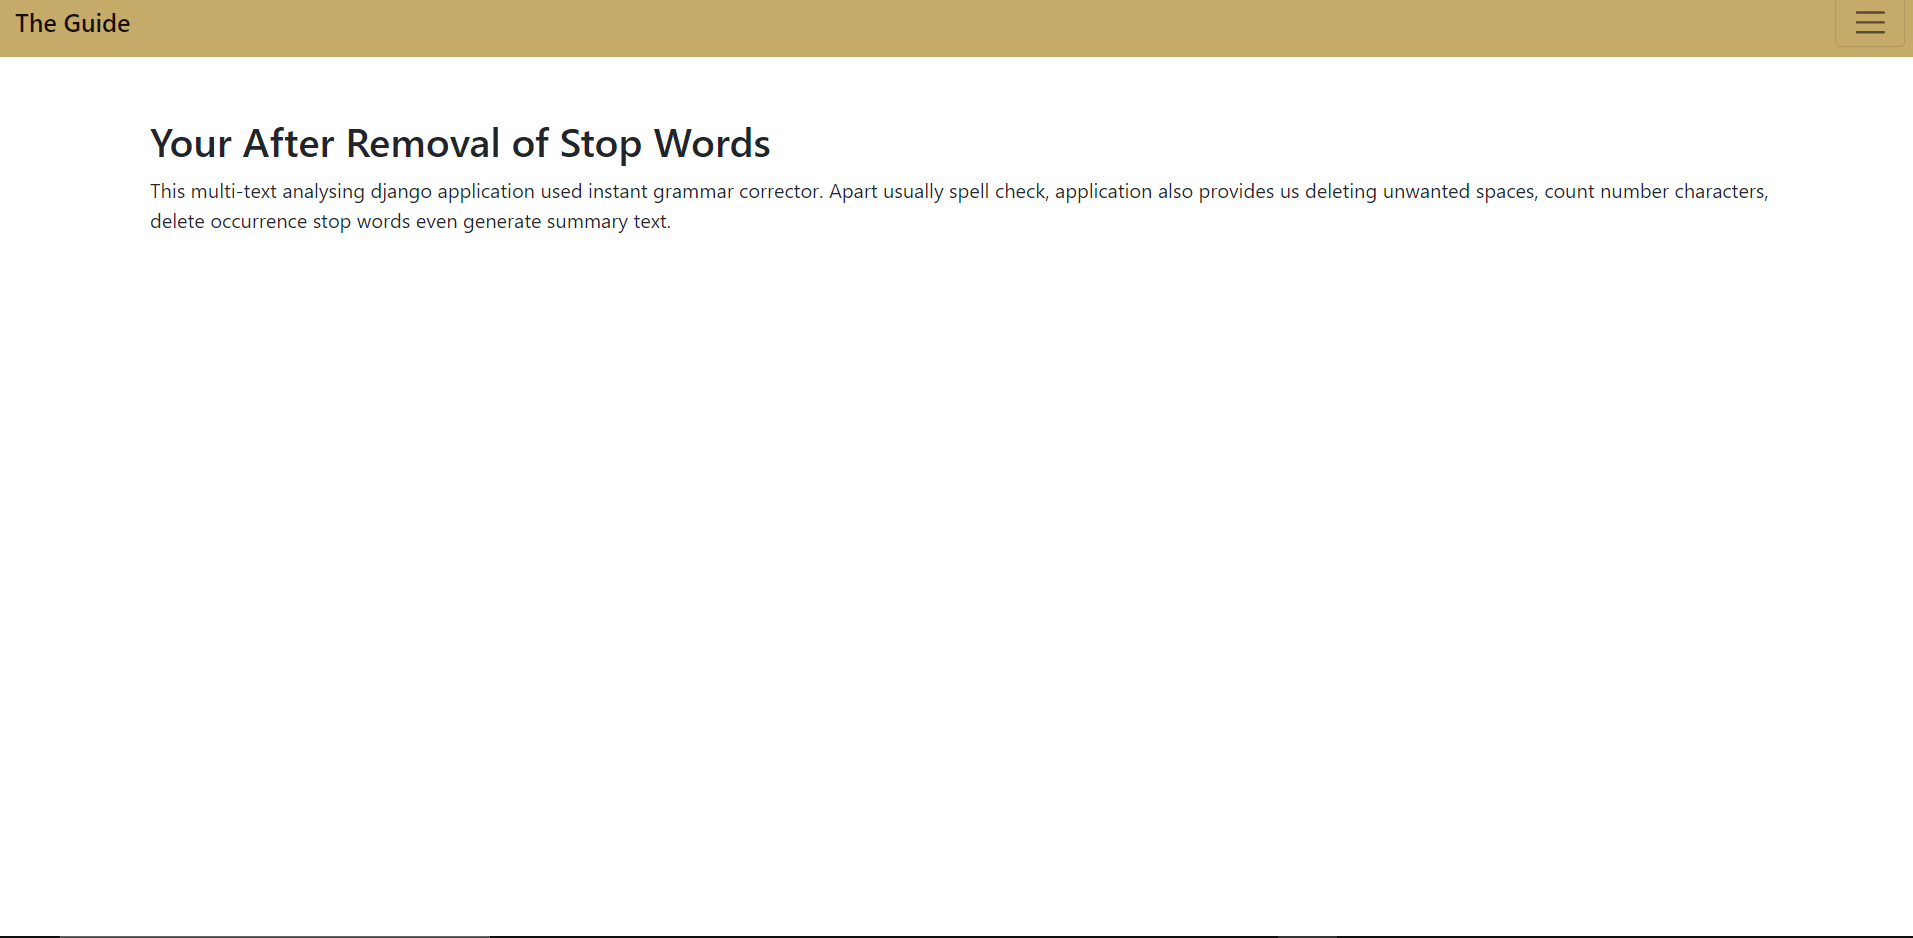 The Guide
Your After Removal of Stop Words
This multi-text analysing django application used instant grammar corrector. Apart usually spell check, application also provides us deleting unwanted spaces, count number characters,
delete occurrence stop words even generate summary text.